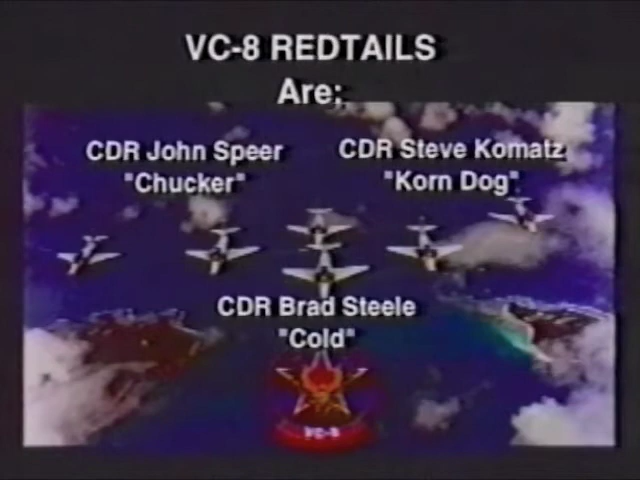 VC-8 REDTAILS
Are;
CDR John Speer
"Chucker"
CDR Steve Komatz
"Korn Dog"
CDR Brad Steele
"Cold"
VC-8